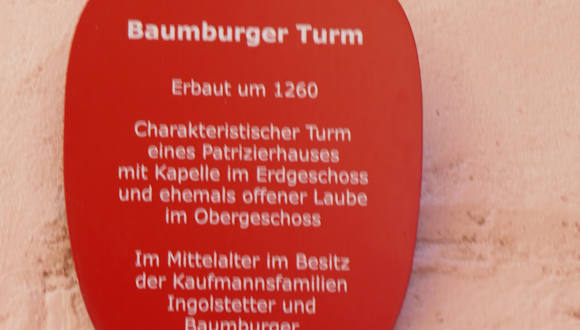 Baumburger Turm
Erbaut um 1260
Charakteristischer Turm
eines Patrizierhauses
mit Kapelle im Erdgeschoss
und ehemals offener Laube
im Obergeschoss
Im Mittelalter im Besitz
der Kaufmannsfamilien
Ingolstetter und
Baumburger